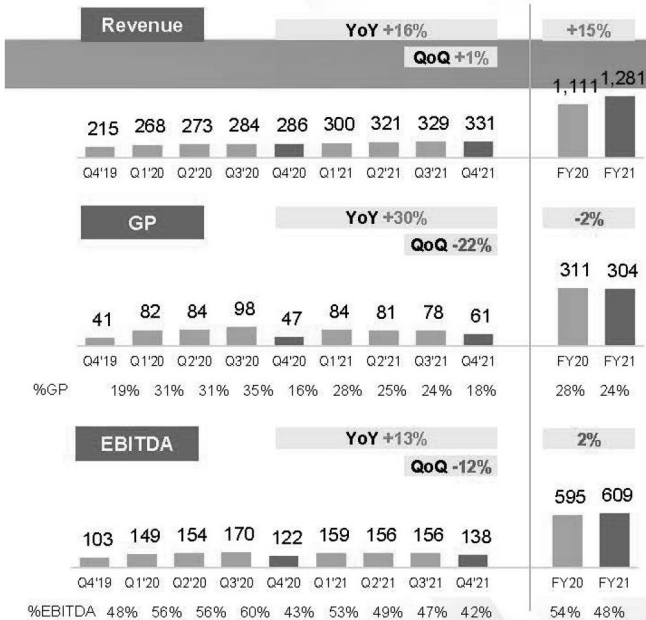 Revenue YoY +16% +15%
QoQ +1%
1,111 1,281
215 268 273 284 286 300 321 329 331
Q4'19 Q1'20 Q2'20 Q3'20 Q4'20 Q1'21 Q2'21 Q3'21 Q4'21 FY20 FY21
GP YoY +30% -2%
QoQ -22%
311 304
41 82 84 98 47 84 81 78 61
Q4'19 Q1'20 Q2'20 Q3'20 Q4'20 Q1'21 Q2'21 Q3'21 Q4'21 FY20 FY21
%GP 19% 31% 31% 35% 16% 28% 25% 24% 18% 28% 24%
EBITDA YoY +13% 2%
QoQ -12%
595 609
103 149 154 170 122 159 156 156 138
Q4'19 Q1'20 Q2'20 Q3'20 Q4'20 Q1'21 Q2'21 Q3'21 Q4'21 FY20 FY21
%EBITDA 48% 56% 56% 60% 43% 53% 49% 47% 42% 54% 48%